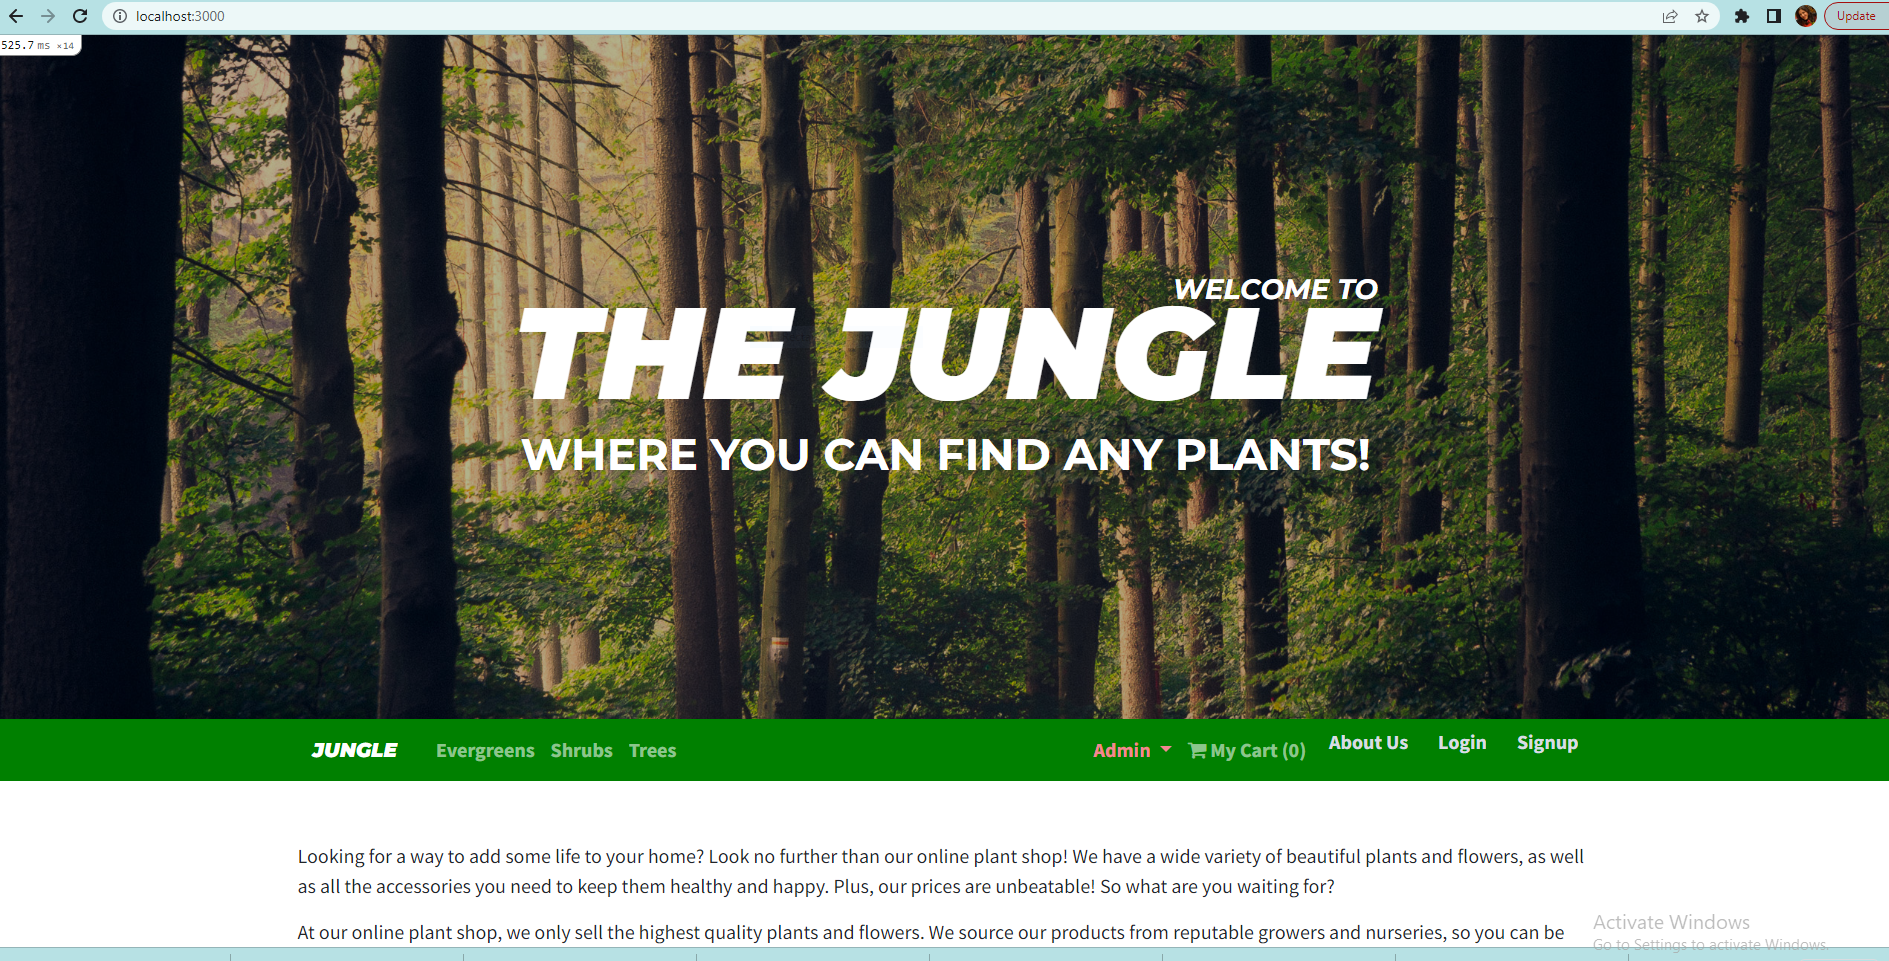 localhost:3000
Update
525.7 ms ×14
WELCOME TO
THE JUNGLE
WHERE YOU CAN FIND ANY PLANTS!
JUNGLE Evergreens Shrubs Trees Admin My Cart (0) About Us Login Signup
Looking for a way to add some life to your home? Look no further than our online plant shop! We have a wide variety of beautiful plants and flowers, as well
as all the accessories you need to keep them healthy and happy. Plus, our prices are unbeatable! So what are you waiting for?
At our online plant shop, we only sell the highest quality plants and flowers. We source our products from reputable growers and nurseries, so you can be
Activate Windows
Go to Settings to activate Windows.